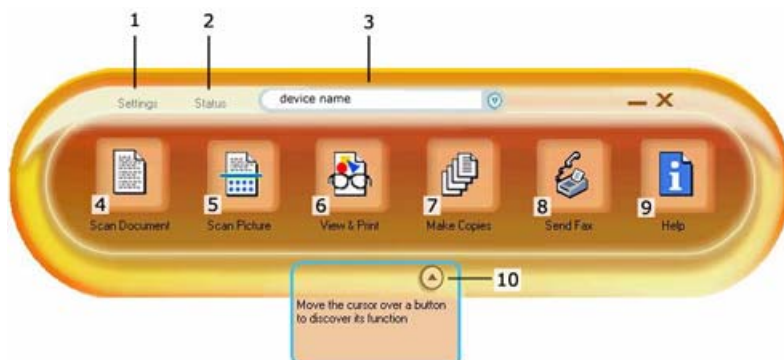 1 2 3
Settings Status device name
4 5 6 7 8 9
Scan Document Scan Picture View & Print Make Copies Send Fax Help
10
Move the cursor over a button
to discover its function